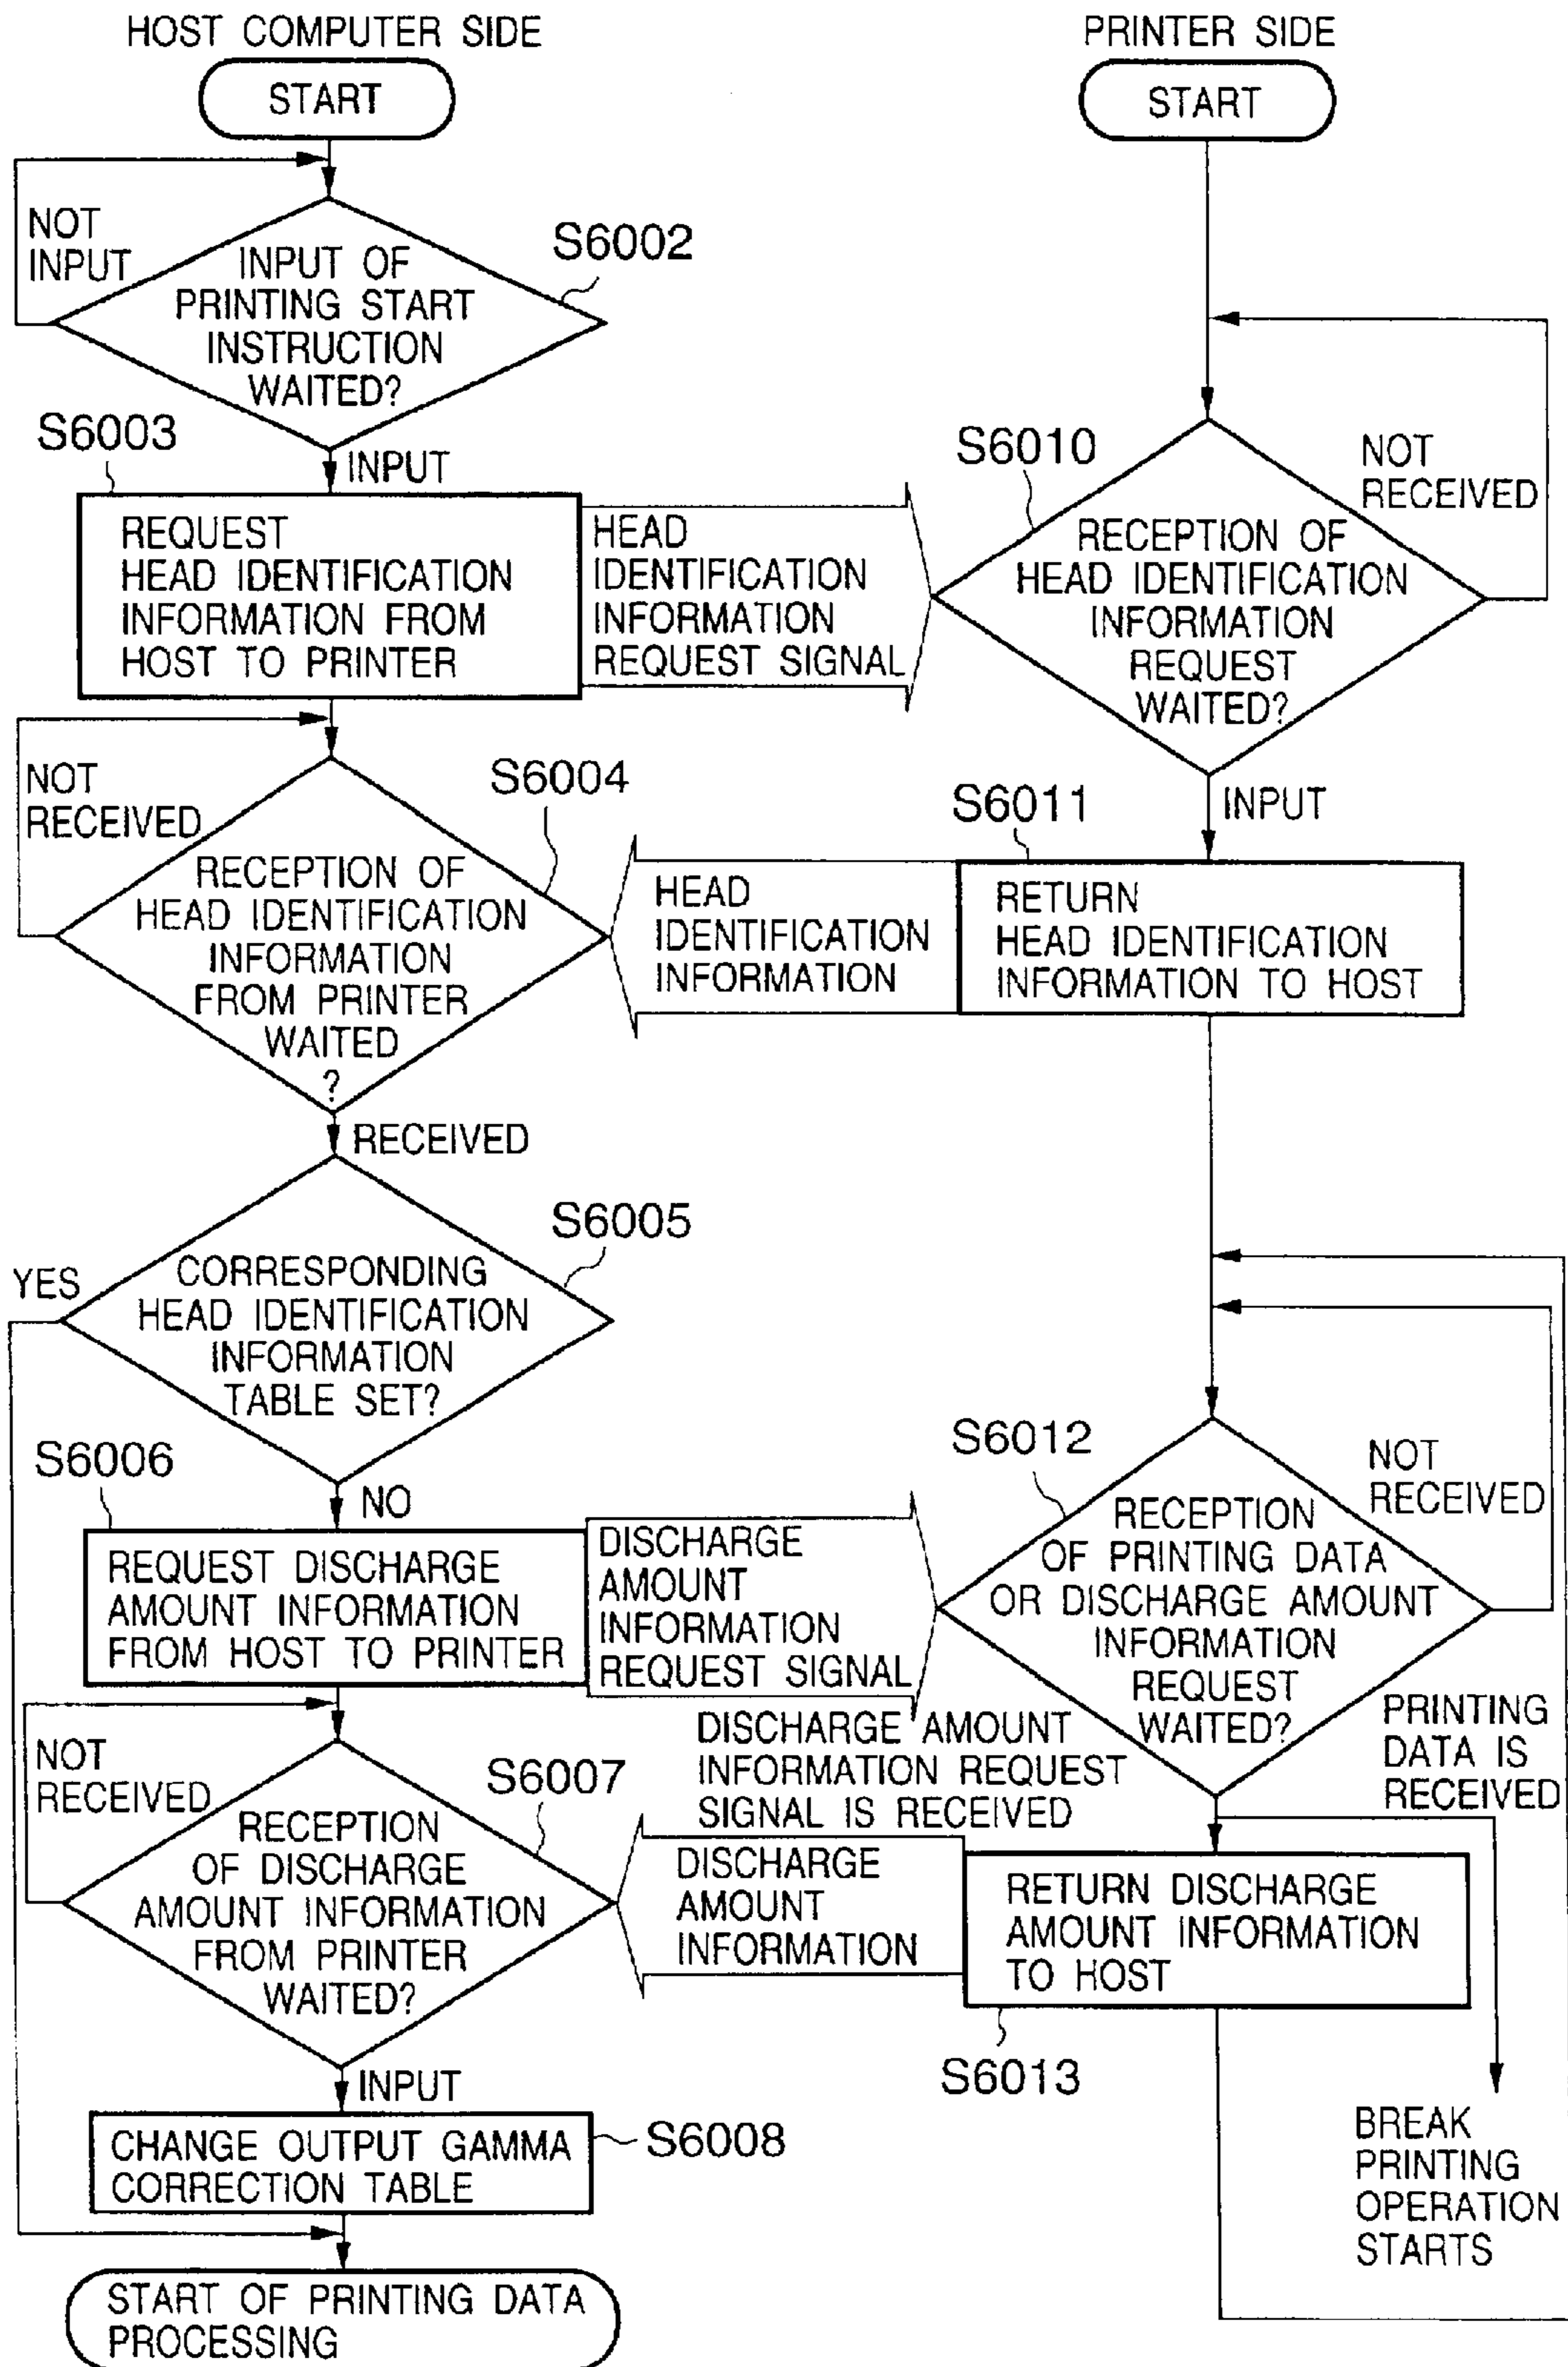 HOST COMPUTER SIDE
START
NOT
INPUT
S6002
INPUT OF
PRINTING START
INSTRUCTION
WAITED?
S6003
INPUT
REQUEST
HEAD IDENTIFICATION
INFORMATION FROM
HOST TO PRINTER
HEAD
IDENTIFICATION
INFORMATION
REQUEST SIGNAL
NOT
RECEIVED
S6004
RECEPTION OF
HEAD IDENTIFICATION
INFORMATION
FROM PRINTER
WAITED
?
RECEIVED
S6005
YES
CORRESPONDING
HEAD IDENTIFICATION
INFORMATION
TABLE SET?
S6006
NO
REQUEST DISCHARGE
AMOUNT INFORMATION
FROM HOST TO PRINTER
DISCHARGE
AMOUNT
INFORMATION
REQUEST SIGNAL
NOT
RECEIVED
S6007
RECEPTION
OF DISCHARGE
AMOUNT INFORMATION
FROM PRINTER
WAITED?
INPUT
CHANGE OUTPUT GAMMA
CORRECTION TABLE
S6008
START OF PRINTING DATA
PROCESSING
PRINTER SIDE
START
S6010
NOT
RECEIVED
RECEPTION OF
HEAD IDENTIFICATION
INFORMATION
REQUEST
WAITED?
S6011
INPUT
RETURN
HEAD IDENTIFICATION
INFORMATION TO HOST
HEAD
IDENTIFICATION
INFORMATION
S6012
NOT
RECEIVED
RECEPTION
OF PRINTING DATA
OR DISCHARGE AMOUNT
INFORMATION
REQUEST
WAITED?
PRINTING
DATA IS
RECEIVED
DISCHARGE AMOUNT
INFORMATION REQUEST
SIGNAL IS RECEIVED
DISCHARGE
AMOUNT
INFORMATION
RETURN DISCHARGE
AMOUNT INFORMATION
TO HOST
S6013
BREAK
PRINTING
OPERATION
STARTS